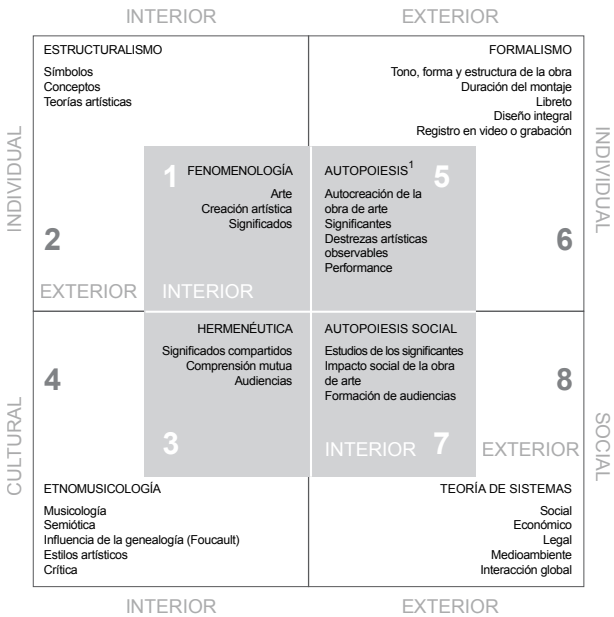 INTERIOR
EXTERIOR
INDIVIDUAL
ESTRUCTURALISMO
Símbolos
Conceptos
Teorías artísticas
2
EXTERIOR
FORMALISMO
Tono, forma y estructura de la obra
Duración del montaje
Libreto
Diseño integral
Registro en video o grabación
6
INDIVIDUAL
1
FENOMENOLOGÍA
Arte
Creación artística
Significados
INTERIOR
AUTOPOIESIS¹
5
Autocreación de la
obra de arte
Significantes
Destrezas artísticas
observables
Performance
CULTURAL
4
HERMENÉUTICA
Significados compartidos
Comprensión mutua
Audiencias
3
AUTOPOIESIS SOCIAL
Estudios de los significantes
Impacto social de la obra
de arte
Formación de audiencias
INTERIOR 7
8
EXTERIOR
SOCIAL
ETNOMUSICOLOGÍA
Musicología
Semiótica
Influencia de la genealogía (Foucault)
Estilos artísticos
Crítica
TEORÍA DE SISTEMAS
Social
Económico
Legal
Medioambiente
Interacción global
INTERIOR
EXTERIOR